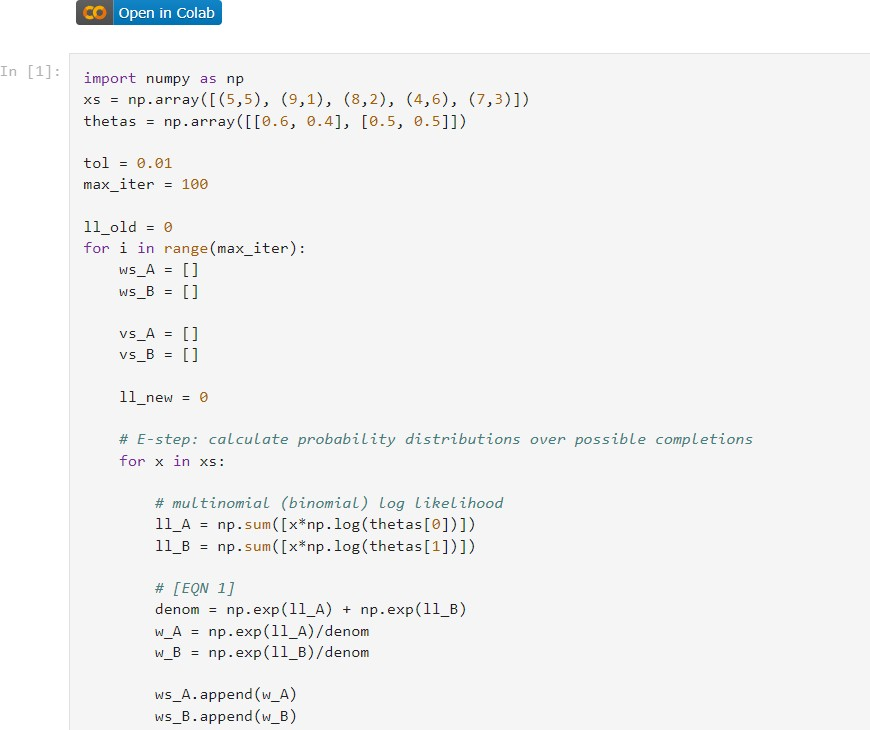 Open in Colab
In [1]:
import numpy as np
xs = np.array([(5,5), (9,1), (8,2), (4,6), (7,3)])
thetas = np.array([[0.6, 0.4], [0.5, 0.5]])
tol = 0.01
max_iter = 100
ll_old = 0
for i in range(max_iter):
    ws_A = []
    ws_B = []
    vs_A = []
    vs_B = []
    ll_new = 0
    # E-step: calculate probability distributions over possible completions
    for x in xs:
        # multinomial (binomial) log likelihood
        ll_A = np.sum([x*np.log(thetas[0])])
        ll_B = np.sum([x*np.log(thetas[1])])
        # [EQN 1]
        denom = np.exp(ll_A) + np.exp(ll_B)
        w_A = np.exp(ll_A)/denom
        w_B = np.exp(ll_B)/denom
        ws_A.append(w_A)
        ws_B.append(w_B)